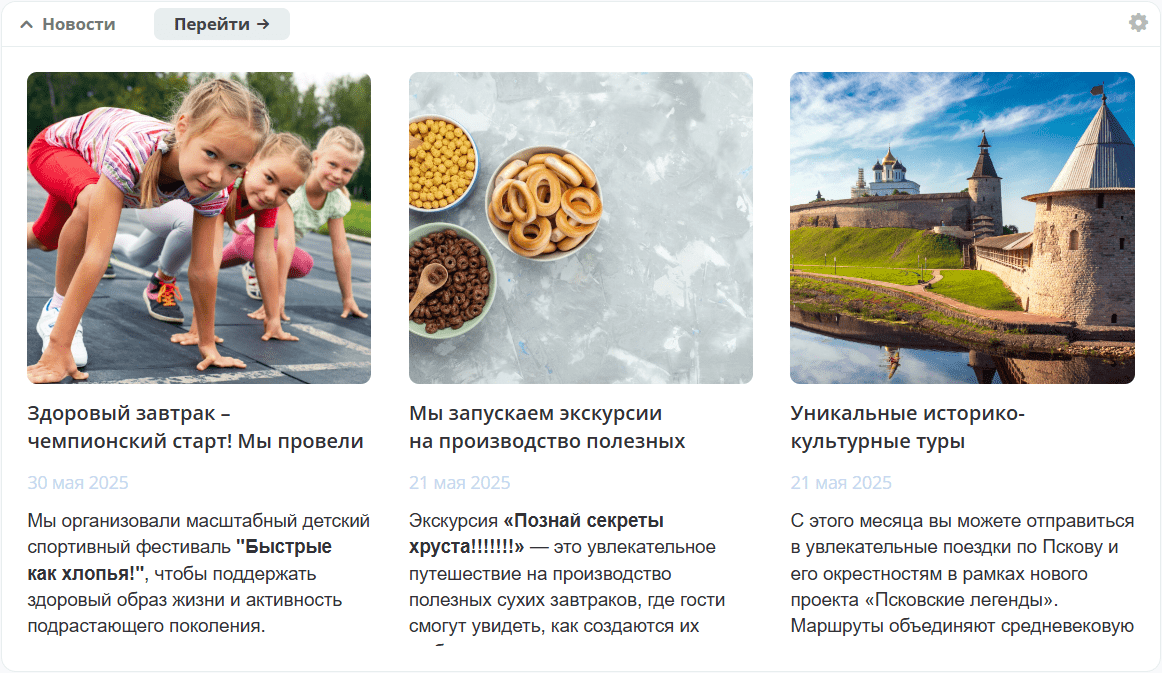 Новости
Перейти →
Здоровый завтрак –
чемпионский старт! Мы провели
30 мая 2025
Мы организовали масштабный детский
спортивный фестиваль "Быстрые
как хлопья!", чтобы поддержать
здоровый образ жизни и активность
подрастающего поколения.
Мы запускаем экскурсии
на производство полезных
21 мая 2025
Экскурсия «Познай секреты
хруста!!!!!!!» — это увлекательное
путешествие на производство
полезных сухих завтраков, где гости
смогут увидеть, как создаются их
Уникальные историко-
культурные туры
21 мая 2025
С этого месяца вы можете отправиться
в увлекательные поездки по Пскову и
его окрестностям в рамках нового
проекта «Псковские легенды».
Маршруты объединяют средневековую